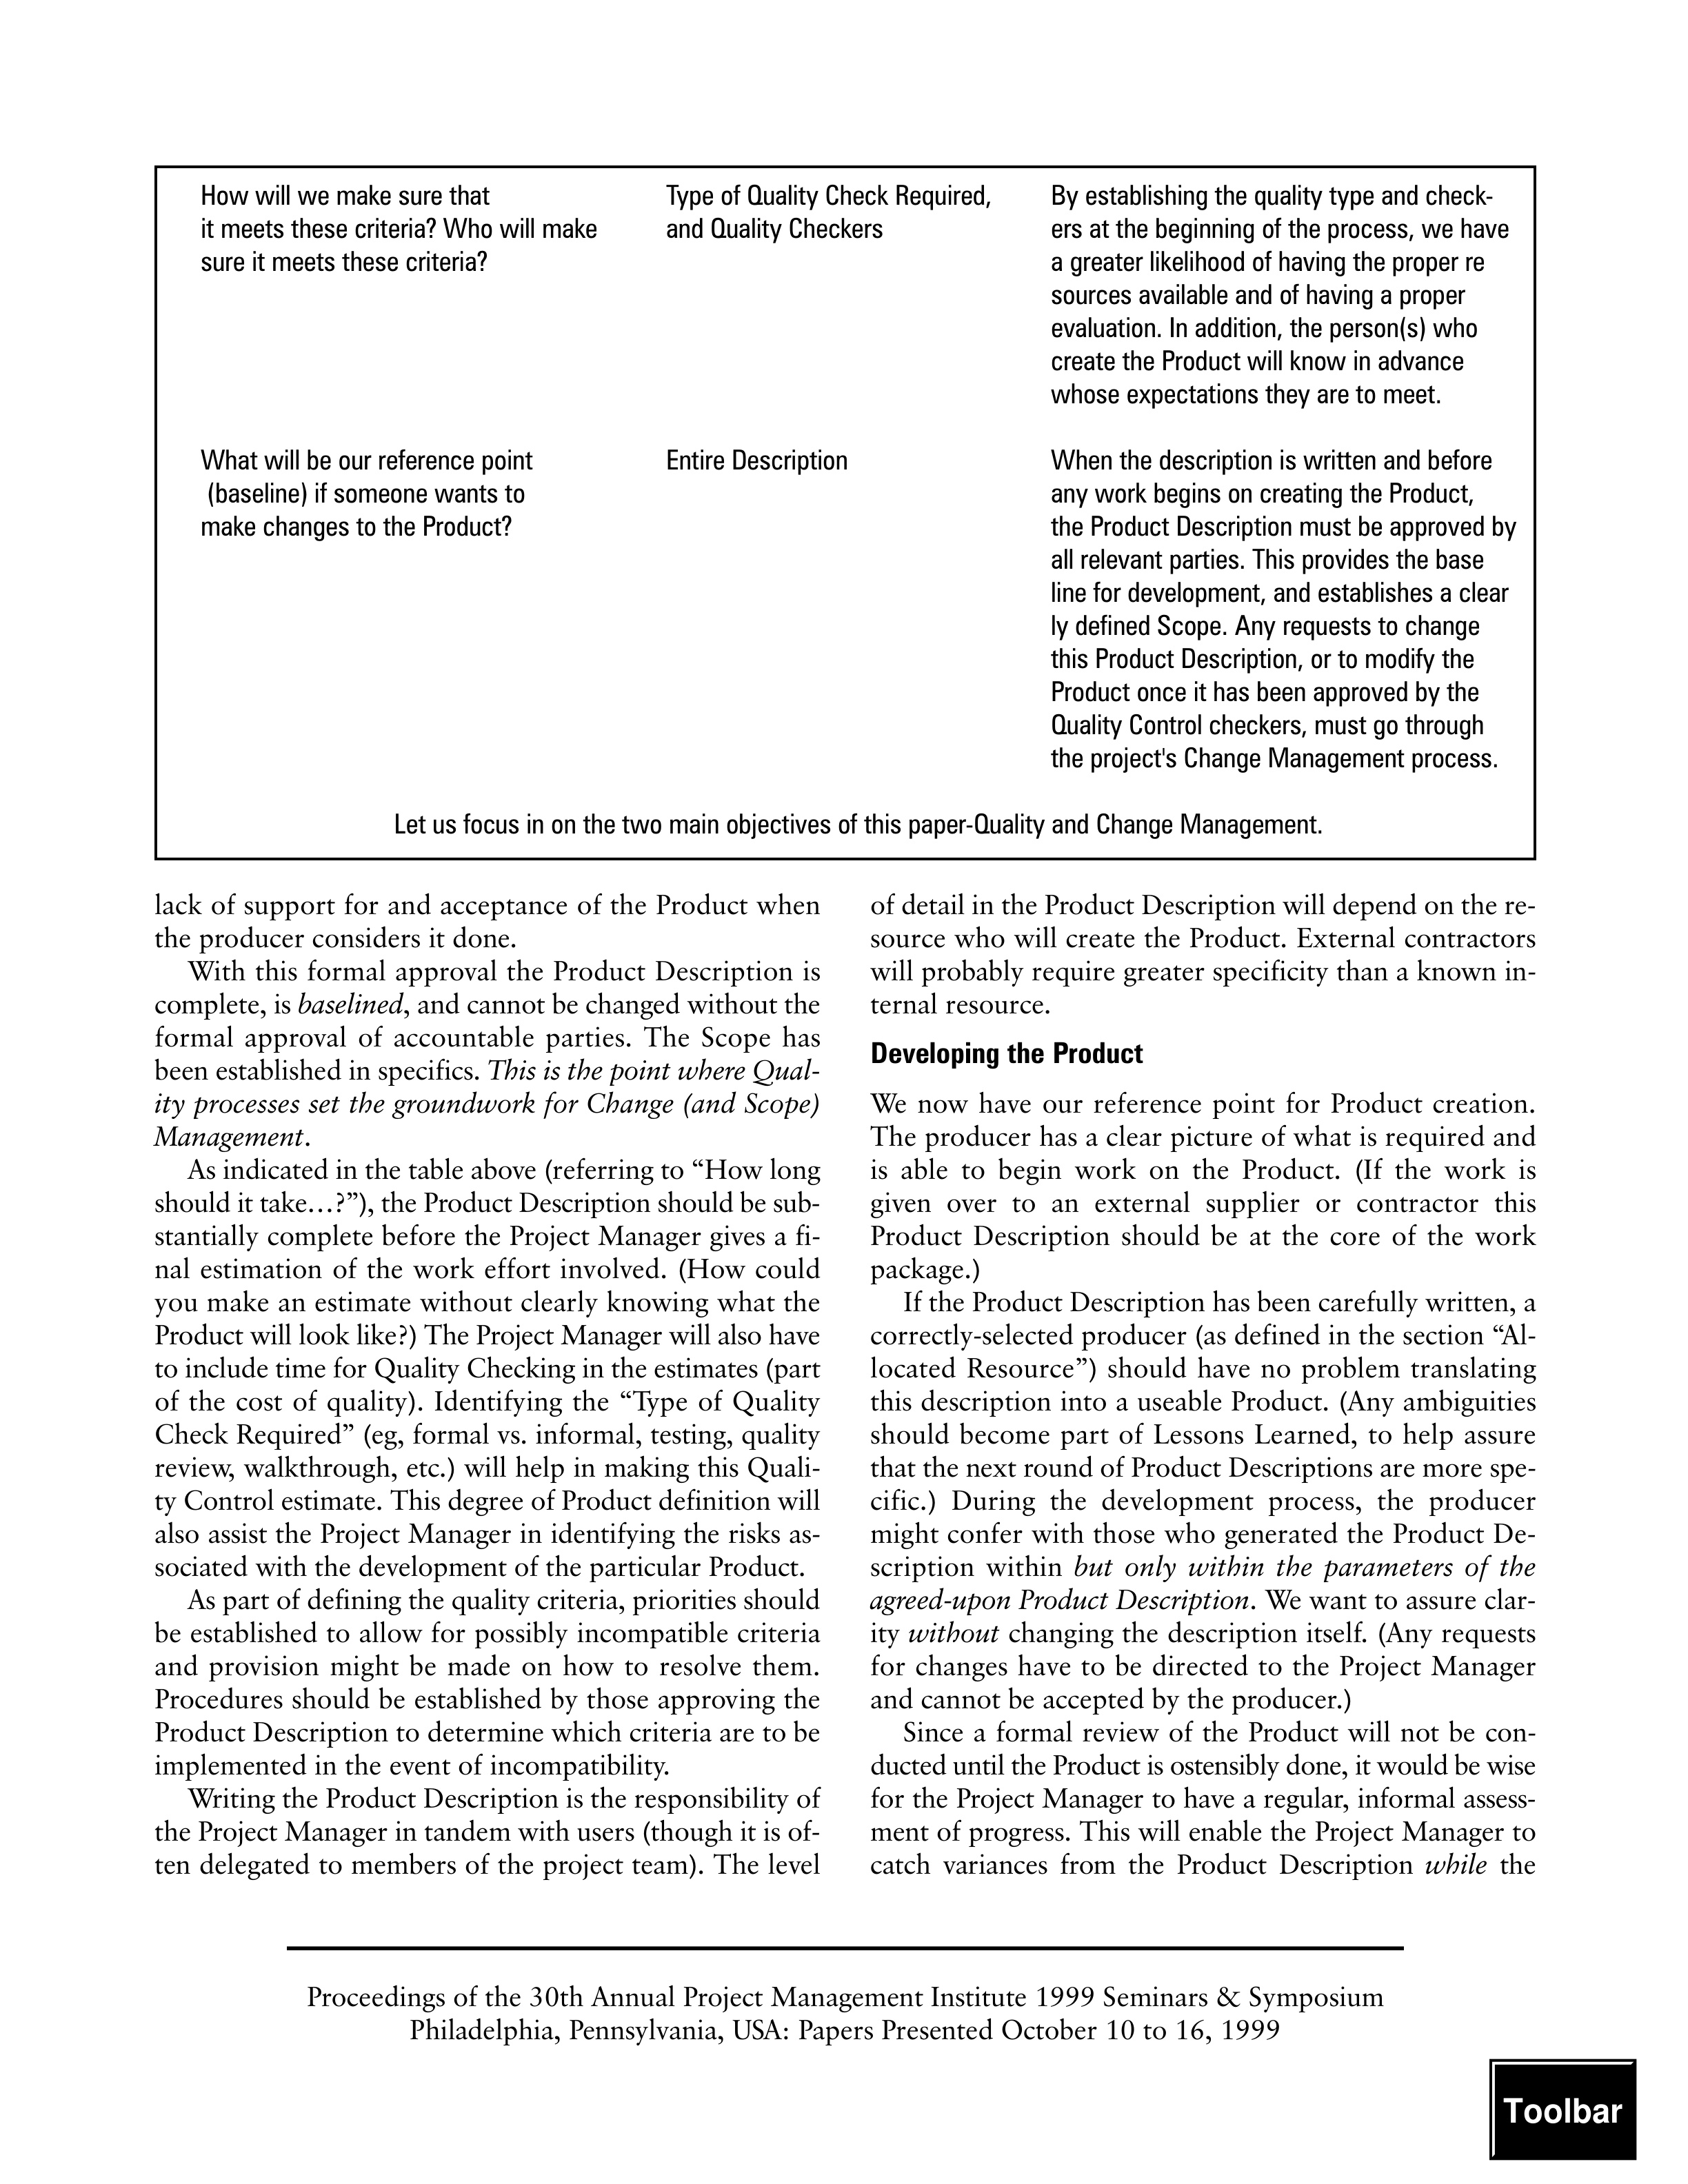 How will we make sure that
it meets these criteria? Who will make
sure it meets these criteria?
Type of Quality Check Required,
and Quality Checkers
By establishing the quality type and check-
ers at the beginning of the process, we have
a greater likelihood of having the proper re
sources available and of having a proper
evaluation. In addition, the person(s) who
create the Product will know in advance
whose expectations they are to meet.
What will be our reference point
(baseline) if someone wants to
make changes to the Product?
Entire Description
When the description is written and before
any work begins on creating the Product,
the Product Description must be approved by
all relevant parties. This provides the base
line for development, and establishes a clear
ly defined Scope. Any requests to change
this Product Description, or to modify the
Product once it has been approved by the
Quality Control checkers, must go through
the project's Change Management process.
Let us focus in on the two main objectives of this paper-Quality and Change Management.
lack of support for and acceptance of the Product when
the producer considers it done.
With this formal approval the Product Description is
complete, is baselined, and cannot be changed without the
formal approval of accountable parties. The Scope has
been established in specifics. This is the point where Qual-
ity processes set the groundwork for Change (and Scope)
Management.
As indicated in the table above (referring to “How long
should it take…?”), the Product Description should be sub-
stantially complete before the Project Manager gives a fi-
nal estimation of the work effort involved. (How could
you make an estimate without clearly knowing what the
Product will look like?) The Project Manager will also have
to include time for Quality Checking in the estimates (part
of the cost of quality). Identifying the “Type of Quality
Check Required” (eg, formal vs. informal, testing, quality
review, walkthrough, etc.) will help in making this Quali-
ty Control estimate. This degree of Product definition will
also assist the Project Manager in identifying the risks as-
sociated with the development of the particular Product.
As part of defining the quality criteria, priorities should
be established to allow for possibly incompatible criteria
and provision might be made on how to resolve them.
Procedures should be established by those approving the
Product Description to determine which criteria are to be
implemented in the event of incompatibility.
Writing the Product Description is the responsibility of
the Project Manager in tandem with users (though it is of-
ten delegated to members of the project team). The level
of detail in the Product Description will depend on the re-
source who will create the Product. External contractors
will probably require greater specificity than a known in-
ternal resource.
Developing the Product
We now have our reference point for Product creation.
The producer has a clear picture of what is required and
is able to begin work on the Product. (If the work is
given over to an external supplier or contractor this
Product Description should be at the core of the work
package.)
If the Product Description has been carefully written, a
correctly-selected producer (as defined in the section “Al-
located Resource”) should have no problem translating
this description into a useable Product. (Any ambiguities
should become part of Lessons Learned, to help assure
that the next round of Product Descriptions are more spe-
cific.) During the development process, the producer
might confer with those who generated the Product De-
scription within but only within the parameters of the
agreed-upon Product Description. We want to assure clar-
ity without changing the description itself. (Any requests
for changes have to be directed to the Project Manager
and cannot be accepted by the producer.)
Since a formal review of the Product will not be con-
ducted until the Product is ostensibly done, it would be wise
for the Project Manager to have a regular, informal assess-
ment of progress. This will enable the Project Manager to
catch variances from the Product Description while the
Proceedings of the 30th Annual Project Management Institute 1999 Seminars & Symposium
Philadelphia, Pennsylvania, USA: Papers Presented October 10 to 16, 1999
Toolbar